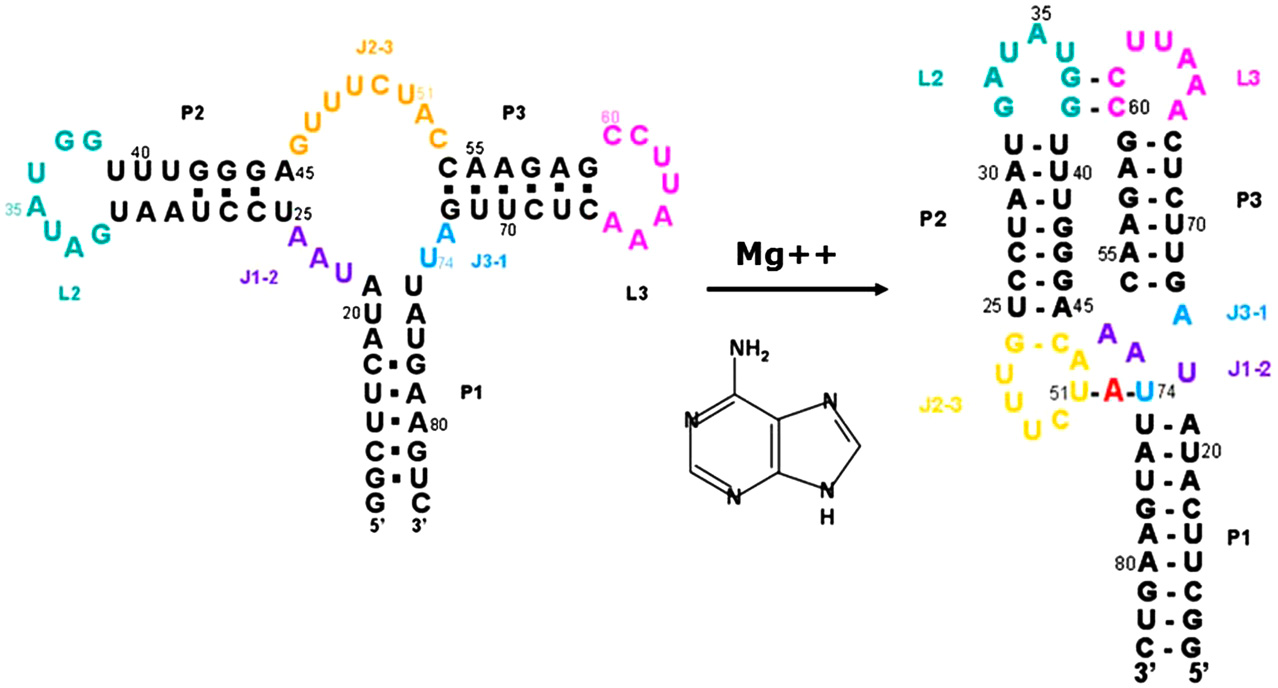 J2-3
G U U U C U 51 A C
P2
P3
G G U 35 A U A G
L2
40
U U U G G G A 45
U A A U C C U 25
55
C A A G A G
G U U C U C
70
60
C C U U A A A
L3
J1-2
A A U
A
U 74
J3-1
A U
20 U A
A U
C G
U A P1
U A 80
C G
G U
G C
5' 3'
Mg++
NH2
N N
N N
H
35
U A U U U
L2 A G - C A L3
G G - C 60 A A
U - U G - C
30 A - U 40 A - U
A - U G - C P3
P2 U - G A - U 70
C - G 55 A - U
C - G C - G
25 U - A 45 A J3-1
G - C A A A
U U J1-2
J2-3 U 51 U - A - U 74
U C
U - A
A - U 20
U - A
G - C
A - U P1
80 A - U
G - C
U - G
C - G
3' 5'